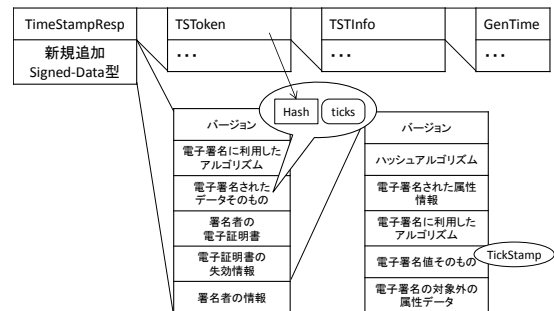 TimeStampResp
TSToken
TSTInfo
GenTime
新規追加
Signed-Data型
...
...
...
Hash
ticks
バージョン
電子署名に利用した
アルゴリズム
電子署名された
データそのもの
署名者の
電子証明書
電子証明書の
失効情報
署名者の情報
バージョン
ハッシュアルゴリズム
電子署名された属性
情報
電子署名に利用した
アルゴリズム
電子署名値そのもの
TickStamp
電子署名の対象外の
属性データ